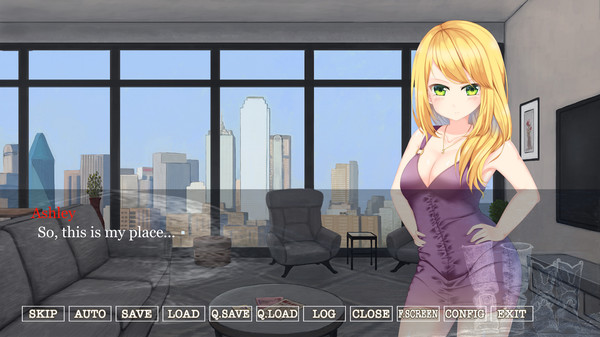 Ashley
So, this is my place...
SKIP AUTO SAVE LOAD Q.SAVE Q.LOAD LOG CLOSE F.SCREEN CONFIG EXIT